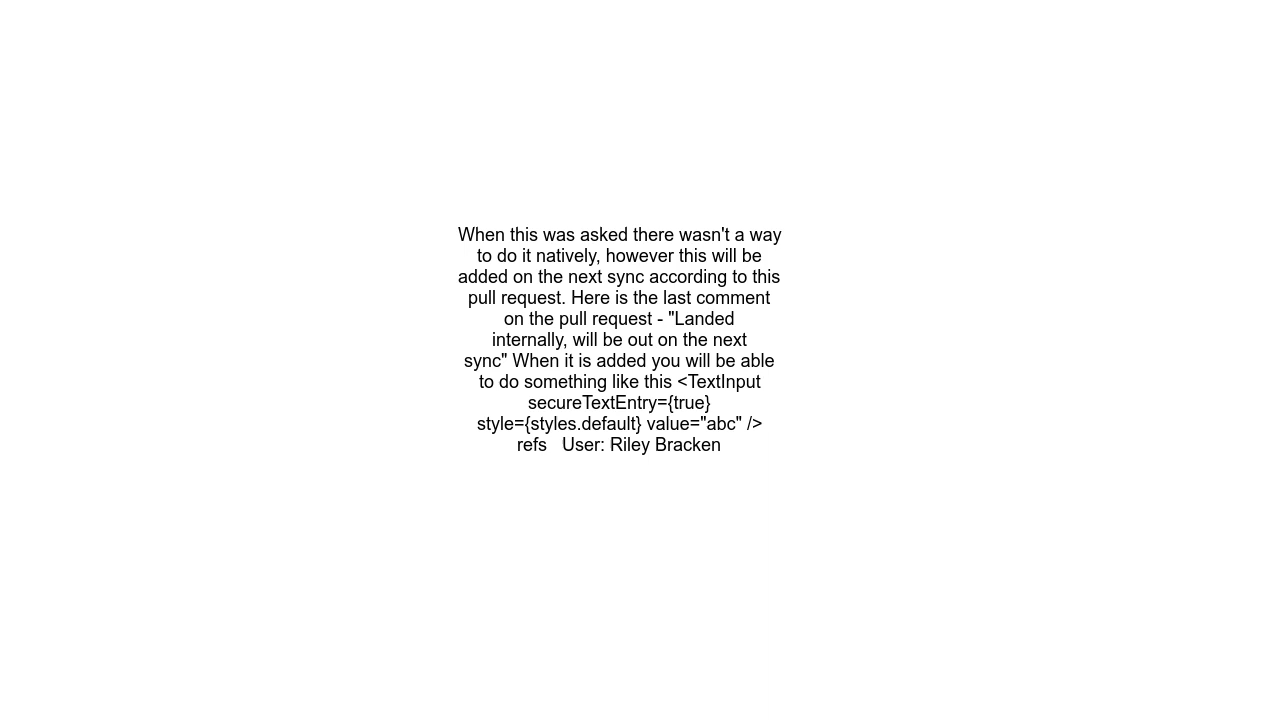 When this was asked there wasn't a way
to do it natively, however this will be
added on the next sync according to this
pull request. Here is the last comment
on the pull request - "Landed
internally, will be out on the next
sync" When it is added you will be able
to do something like this <TextInput
secureTextEntry={true}
style={styles.default} value="abc" />
refs   User: Riley Bracken